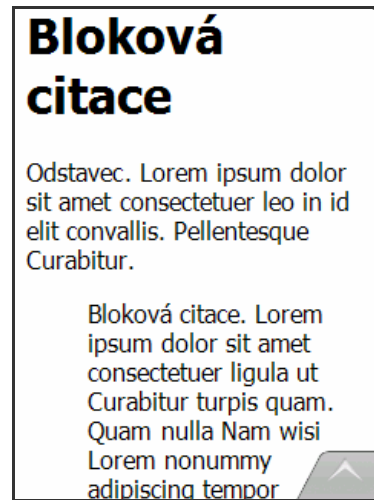 Bloková
citace
Odstavec. Lorem ipsum dolor
sit amet consectetuer leo in id
elit convallis. Pellentesque
Curabitur.
Bloková citace. Lorem
ipsum dolor sit amet
consectetuer ligula ut
Curabitur turpis quam.
Quam nulla Nam wisi
Lorem nonummy
adipiscing tempor